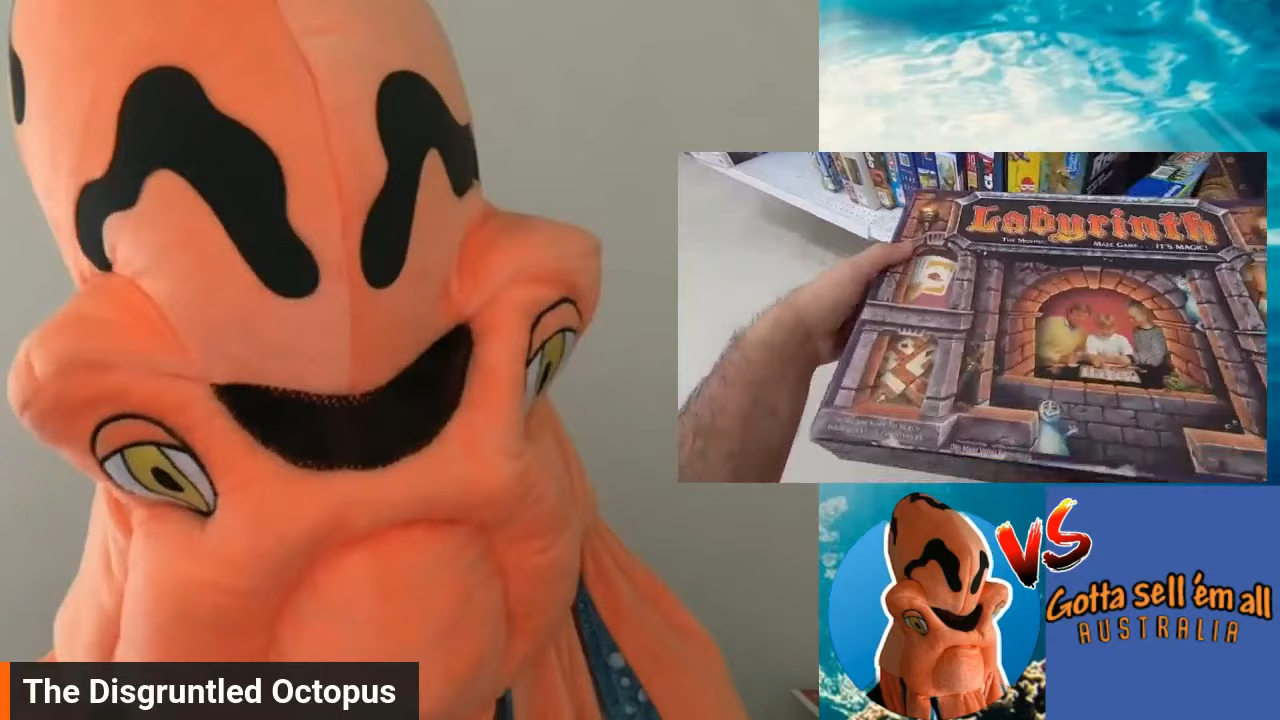 Labyrinth
THE MOVING MAZE GAME . . . IT'S MAGIC!
VS
Gotta sell 'em all
AUSTRALIA
The Disgruntled Octopus